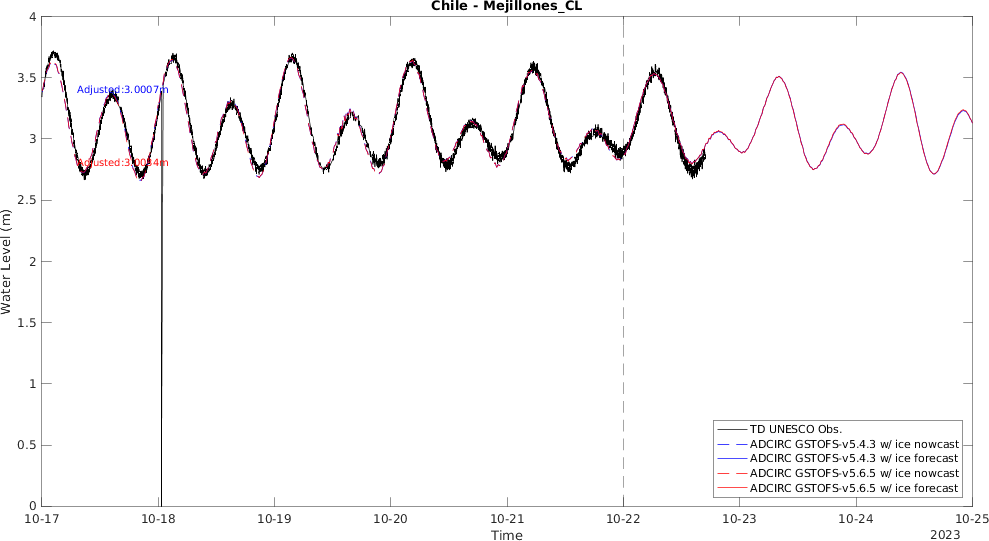 Chile - Mejillones_CL
4
3.5
3
2.5
2
1.5
1
0.5
0
Water Level (m)
Adjusted:3.0007m
TD UNESCO Obs.
ADCIRC GSTOFS-v5.4.3 w/ ice nowcast
ADCIRC GSTOFS-v5.4.3 w/ ice forecast
ADCIRC GSTOFS-v5.6.5 w/ ice nowcast
ADCIRC GSTOFS-v5.6.5 w/ ice forecast
10-17
10-18
10-19
10-20
10-21
10-22
10-23
10-24
10-25
Time
2023